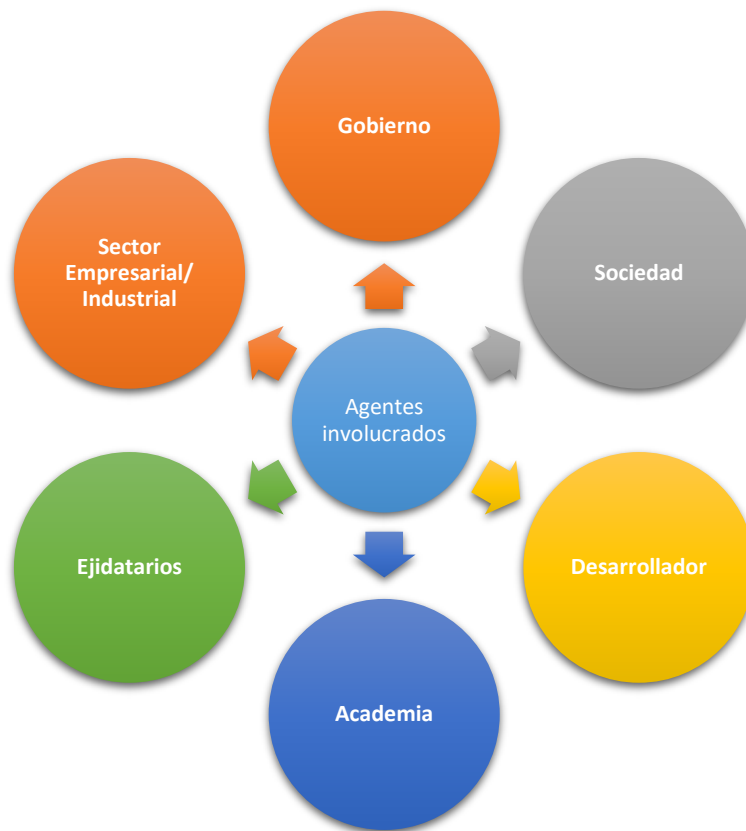 Gobierno
Sector
Empresarial/
Industrial
Sociedad
Agentes
involucrados
Ejidatarios
Desarrollador
Academia